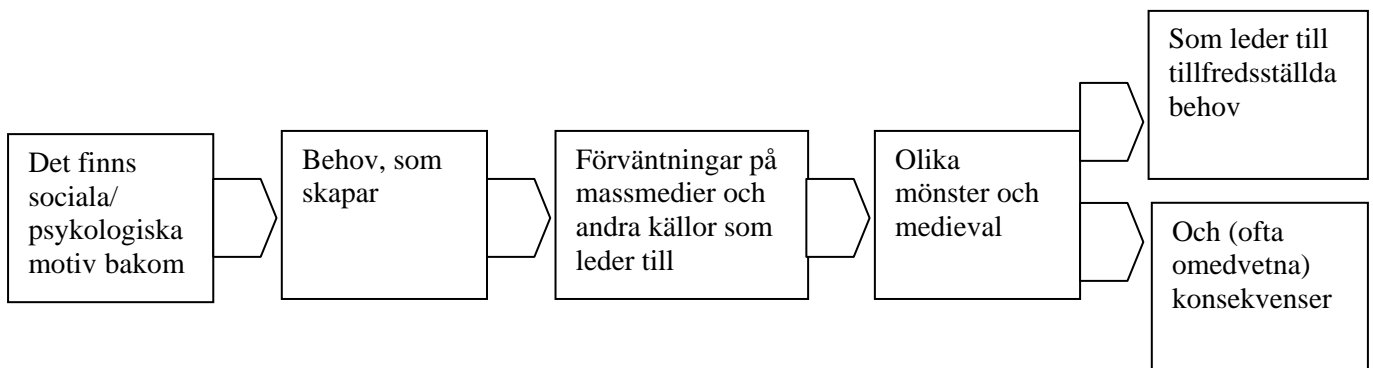 Det finns
sociala/
psykologiska
motiv bakom
Behov, som
skapar
Förväntningar på
massmedier och
andra källor som
leder till
Olika
mönster och
medieval
Som leder till
tillfredsställda
behov
Och (ofta
omedvetna)
konsekvenser